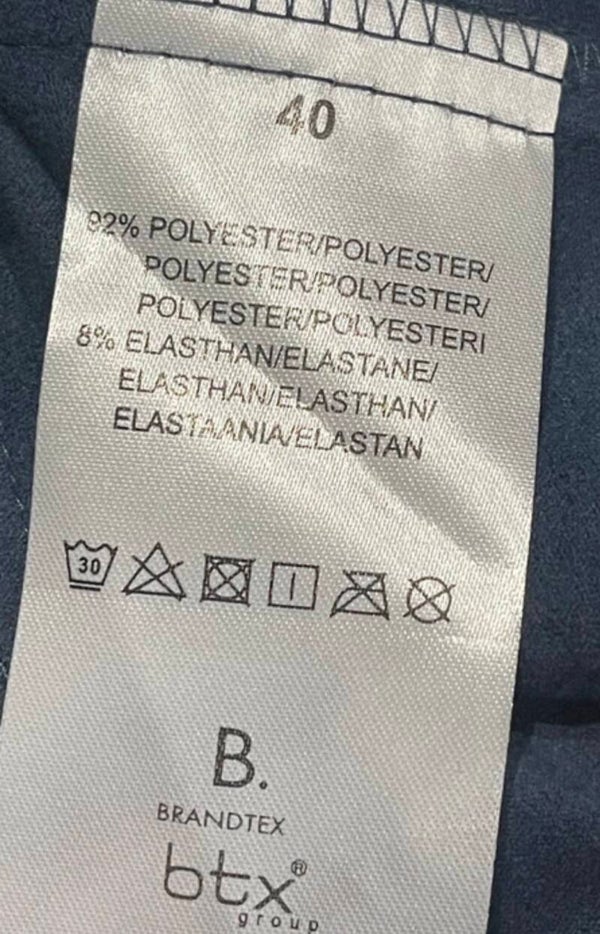 40
92% POLYESTER/POLYESTER/
POLYESTER/POLYESTER/
POLYESTER/POLYESTERI
8% ELASTHAN/ELASTANE/
ELASTHAN/ELASTHAN/
ELASTAANIA/ELASTAN
30
B.
BRANDTEX
btx®
group